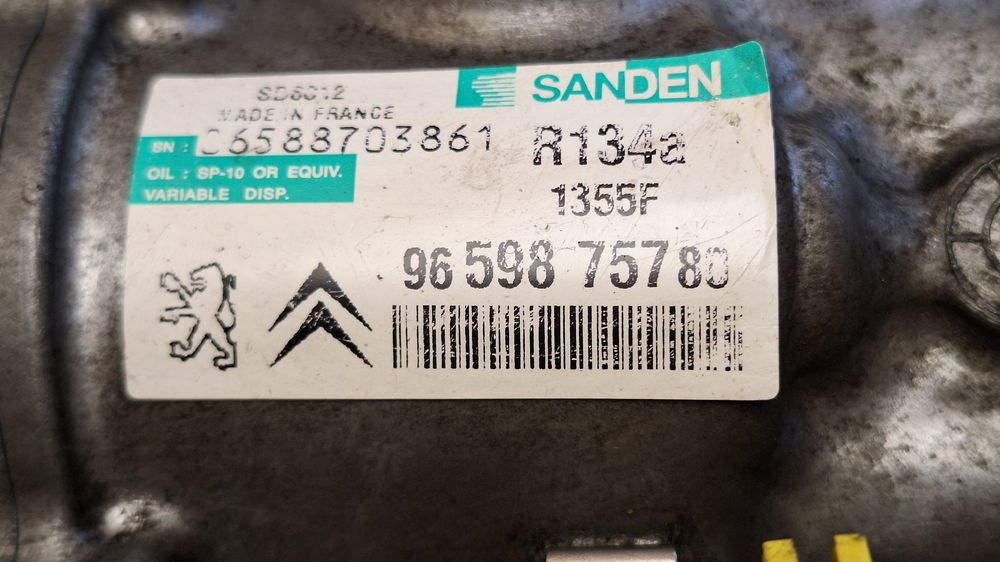 SANDEN
SD6C12
MADE IN FRANCE
SN : 06588703861
R134a
OIL : SP-10 OR EQUIV.
VARIABLE DISP.
1355F
96 598 757 80